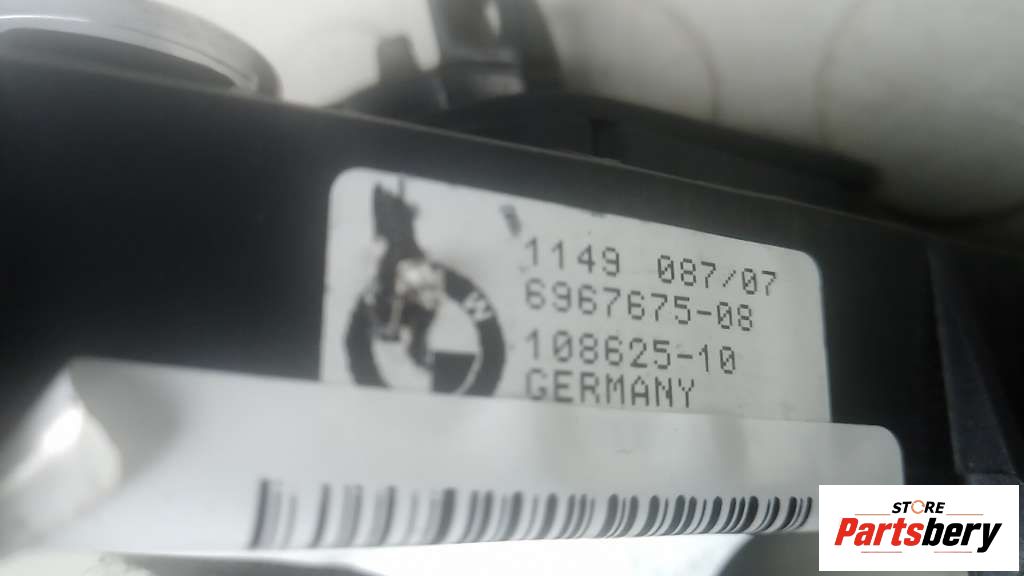 1149 087/07
6967675-08
108625-10
GERMANY
W
STORE
Partsbery